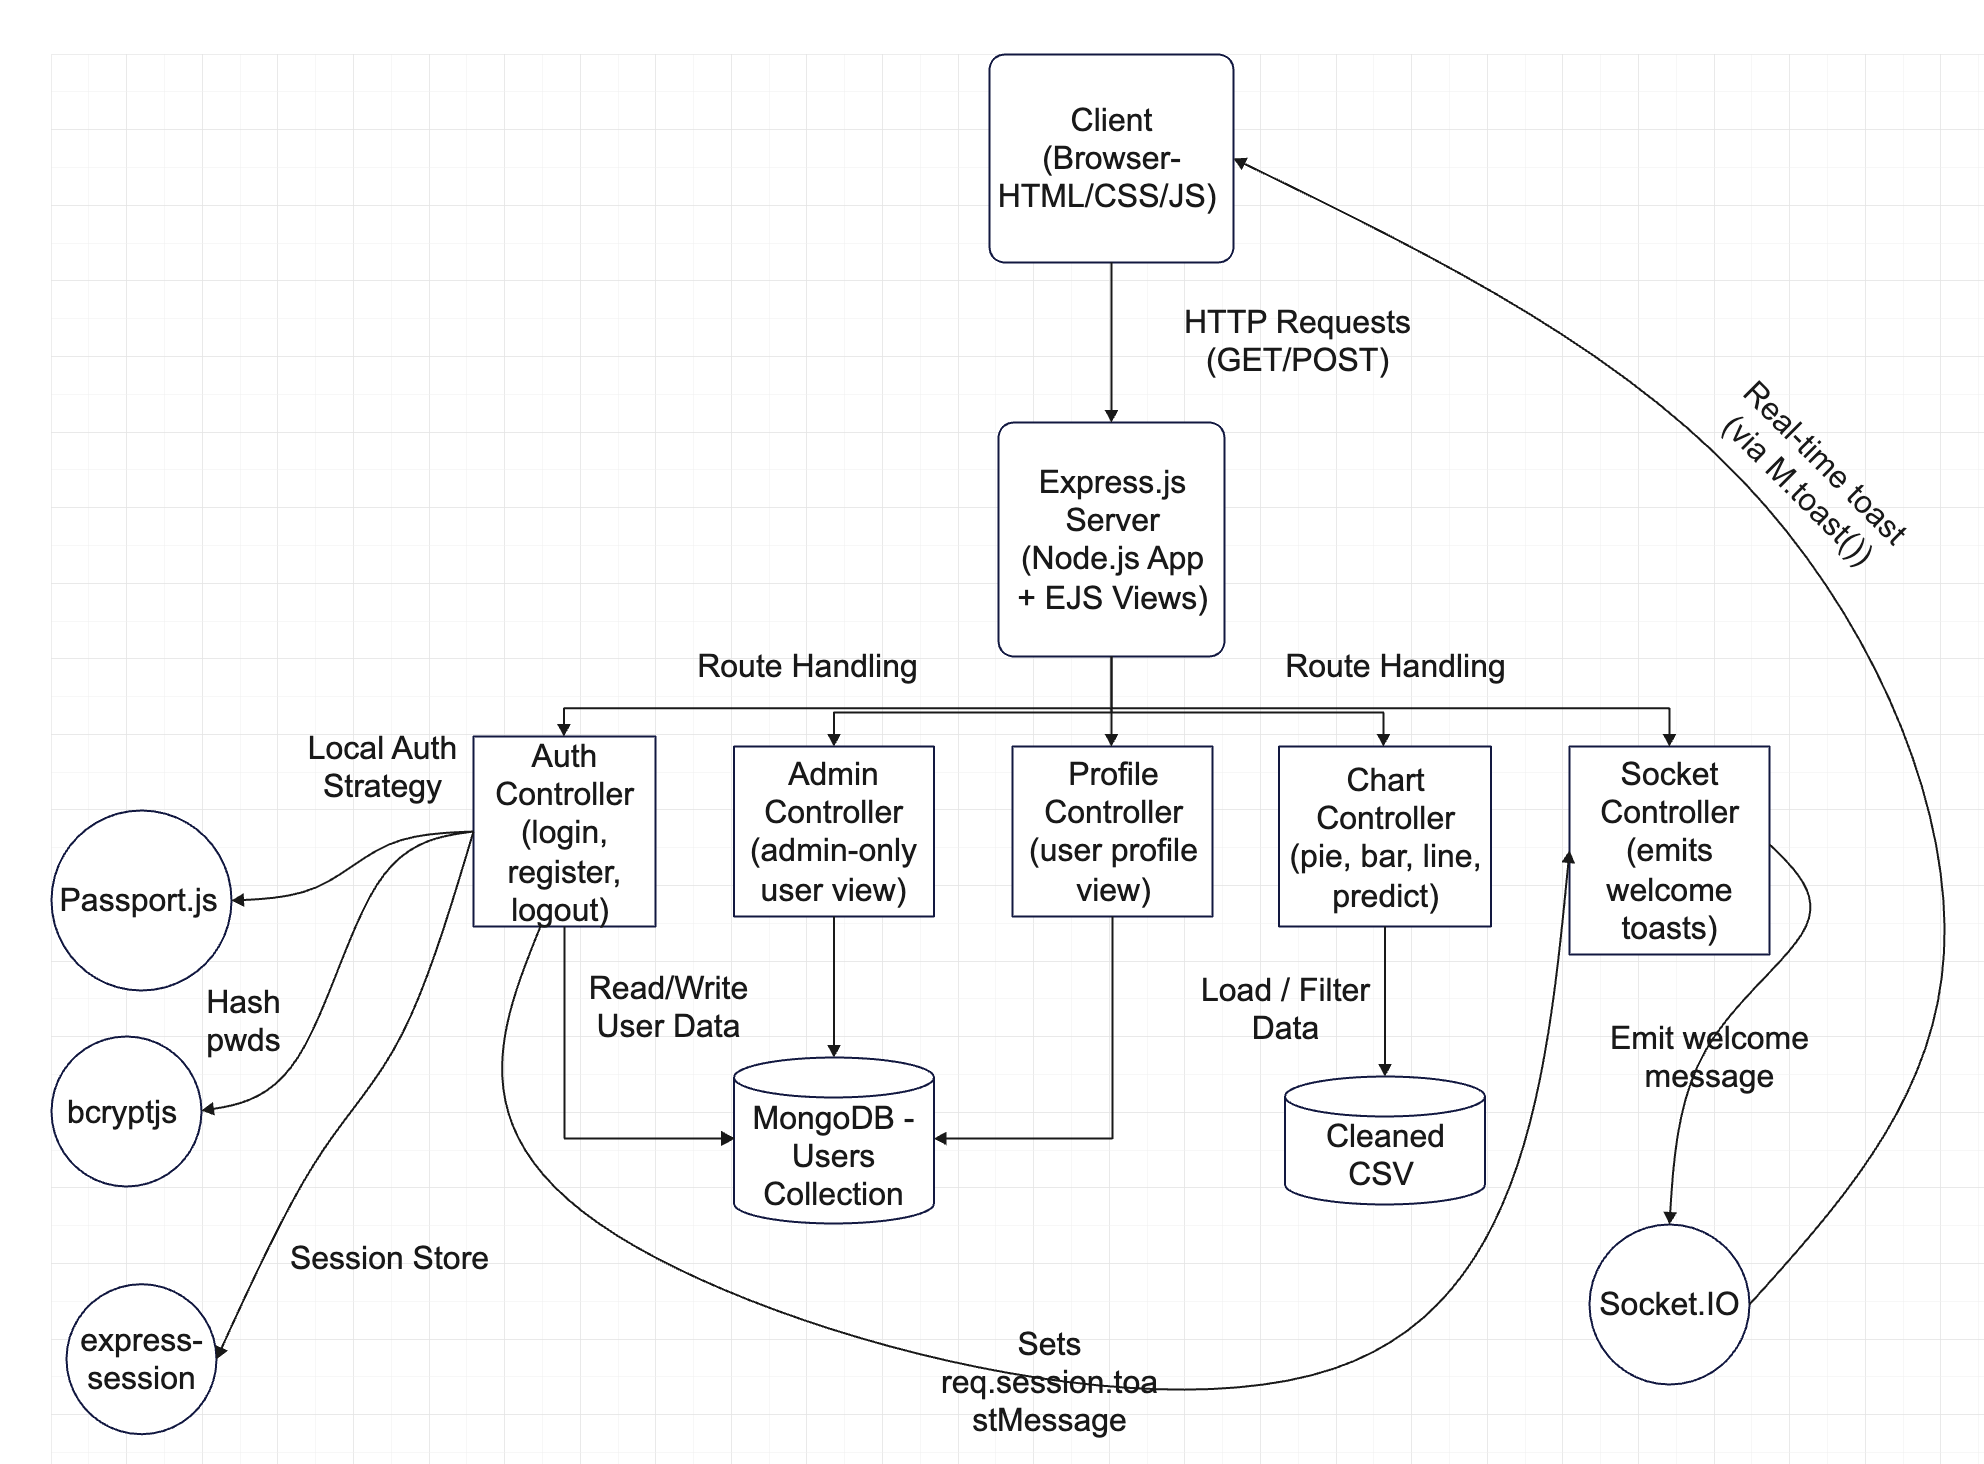 Client
(Browser-
HTML/CSS/JS)
HTTP Requests
(GET/POST)
Real-time toast
(via M.toast())
Express.js
Server
(Node.js App
+ EJS Views)
Route Handling
Route Handling
Local Auth
Strategy
Auth
Controller
(login,
register,
logout)
Admin
Controller
(admin-only
user view)
Profile
Controller
(user profile
view)
Chart
Controller
(pie, bar, line,
predict)
Socket
Controller
(emits
welcome
toasts)
Passport.js
Hash
pwds
Read/Write
User Data
Load / Filter
Data
Emit welcome
message
bcryptjs
MongoDB -
Users
Collection
Cleaned
CSV
Session Store
Socket.IO
express-
session
Sets
req.session.toa
stMessage